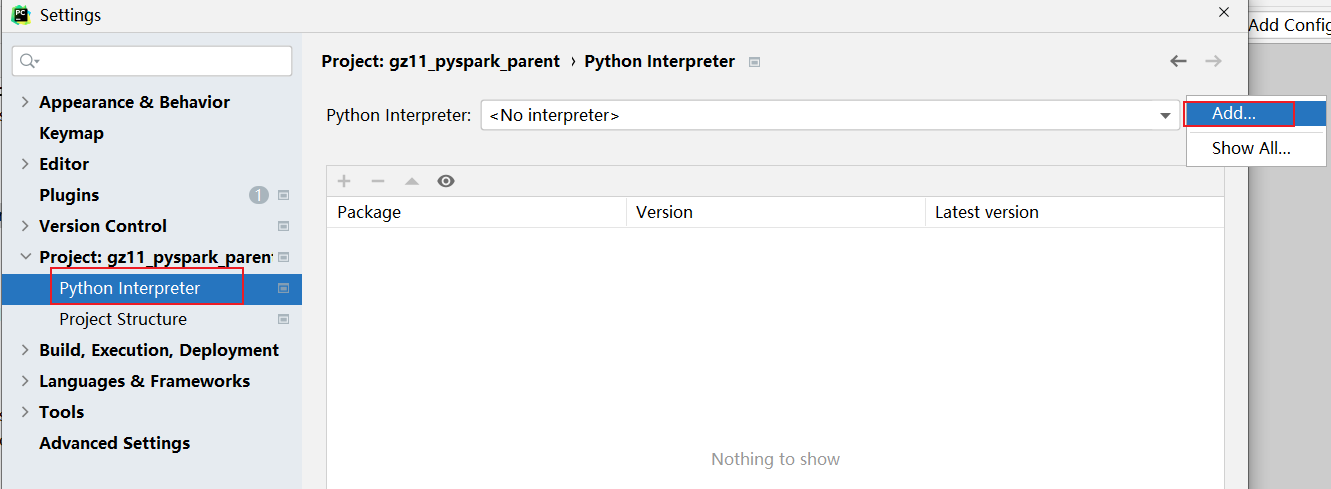 PC
Settings
Add Config
Project: gz11_pyspark_parent › Python Interpreter
Appearance & Behavior
Keymap
Editor
Plugins
1
Version Control
Project: gz11_pyspark_paren
Python Interpreter
Project Structure
Build, Execution, Deployment
Languages & Frameworks
Tools
Advanced Settings
Python Interpreter: <No interpreter>
Add...
Show All...
Package Version Latest version
Nothing to show